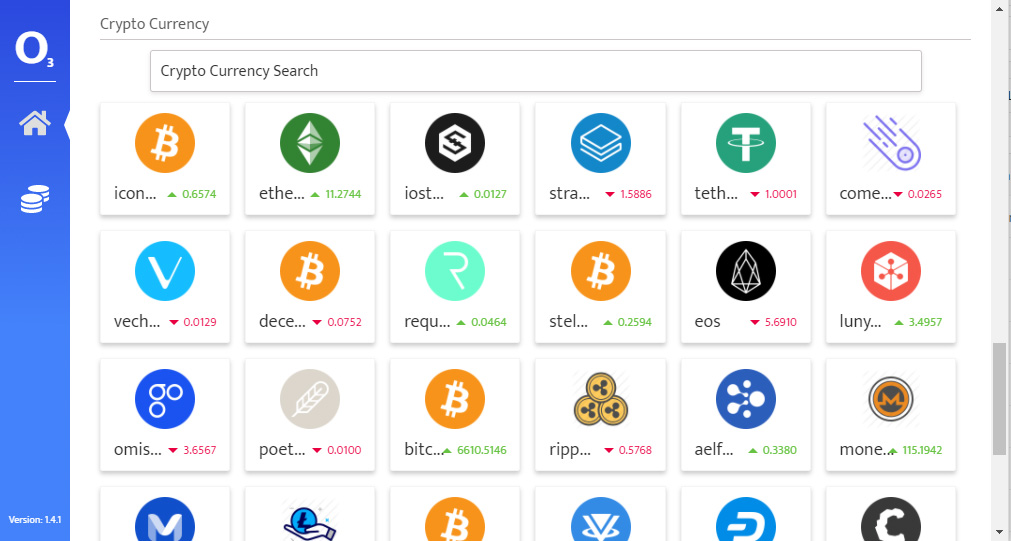 O3
Crypto Currency
Crypto Currency Search
icon... 0.6574
ethe... 11.2744
iost... 0.0127
stra... 1.5886
teth... 1.0001
come... 0.0265
vech... 0.0129
dece... 0.0752
requ... 0.0464
stel... 0.2594
eos 5.6910
luny... 3.4957
omis... 3.6567
poet... 0.0100
bitc... 6610.5146
ripp... 0.5768
aelf... 0.3380
mone... 115.1942
Version: 1.4.1